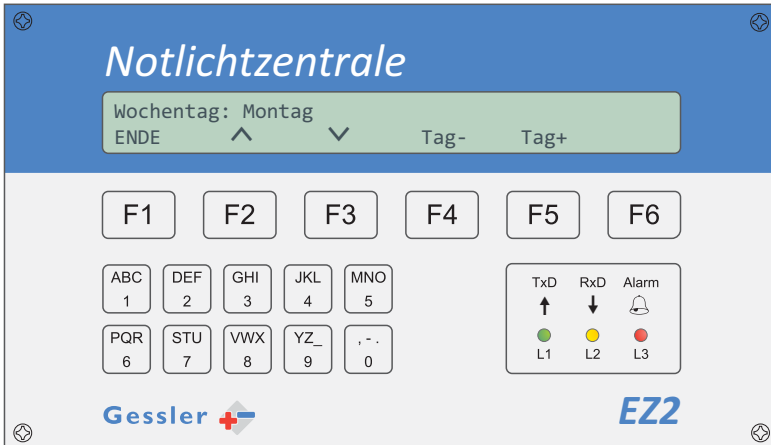 Notlichtzentrale
Wochentag: Montag
ENDE Tag- Tag+
F1 F2 F3 F4 F5 F6
ABC DEF GHI JKL MNO
1 2 3 4 5
PQR STU VWX YZ_ , - .
6 7 8 9 0
TxD RxD Alarm
L1 L2 L3
Gessler
EZ2